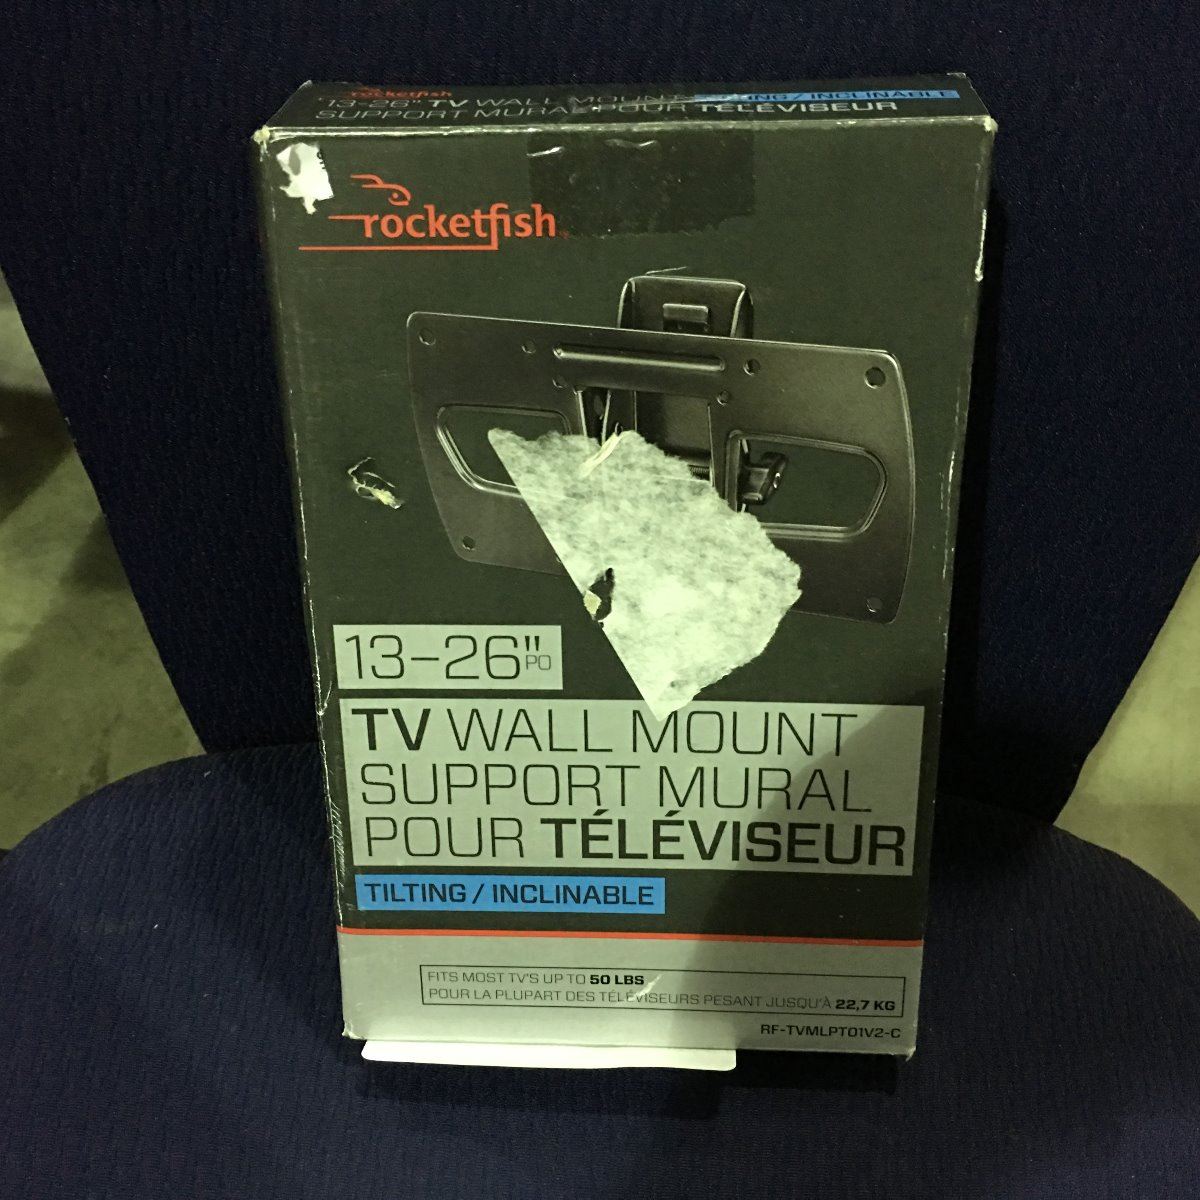 rocketfish
13-26" TV WALL MOUNT TILTING / INCLINABLE
SUPPORT MURAL POUR TÉLÉVISEUR
rocketfish
13-26" PO
TV WALL MOUNT
SUPPORT MURAL
POUR TÉLÉVISEUR
TILTING / INCLINABLE
FITS MOST TV'S UP TO 50 LBS
POUR LA PLUPART DES TÉLÉVISEURS PESANT JUSQU'À 22,7 KG
RF-TVMLPT01V2-C